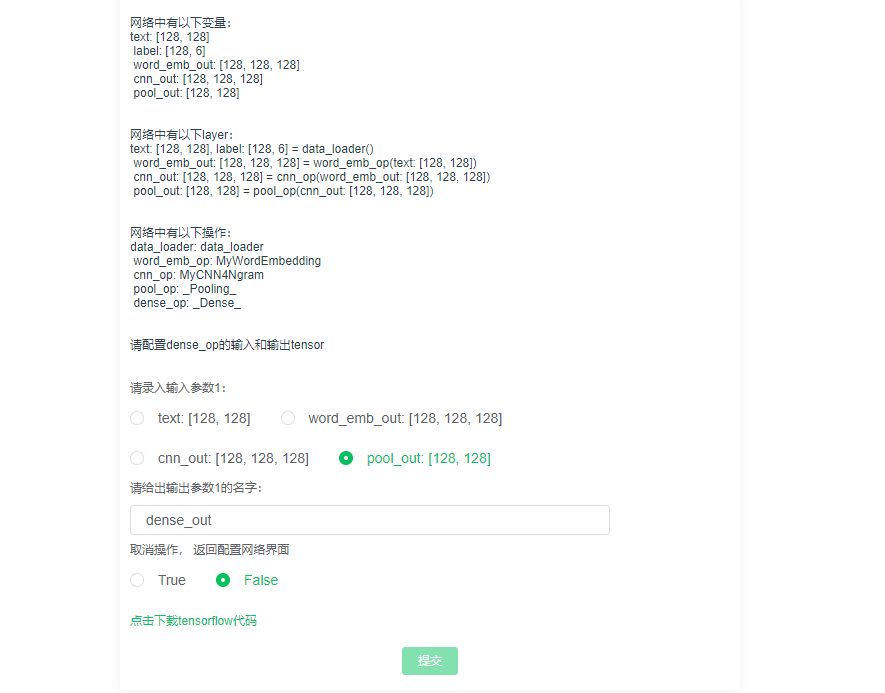 网络中有以下变量：
text: [128, 128]
label: [128, 6]
word_emb_out: [128, 128, 128]
cnn_out: [128, 128, 128]
pool_out: [128, 128]
网络中有以下layer：
text: [128, 128], label: [128, 6] = data_loader()
word_emb_out: [128, 128, 128] = word_emb_op(text: [128, 128])
cnn_out: [128, 128, 128] = cnn_op(word_emb_out: [128, 128, 128])
pool_out: [128, 128] = pool_op(cnn_out: [128, 128, 128])
网络中有以下操作：
data_loader: data_loader
word_emb_op: MyWordEmbedding
cnn_op: MyCNN4Ngram
pool_op: _Pooling_
dense_op: _Dense_
请配置dense_op的输入和输出tensor
请录入输入参数1：
text: [128, 128] word_emb_out: [128, 128, 128]
cnn_out: [128, 128, 128] pool_out: [128, 128]
请给出输出参数1的名字：
dense_out
取消操作， 返回配置网络界面
True False
点击下载tensorflow代码
提交